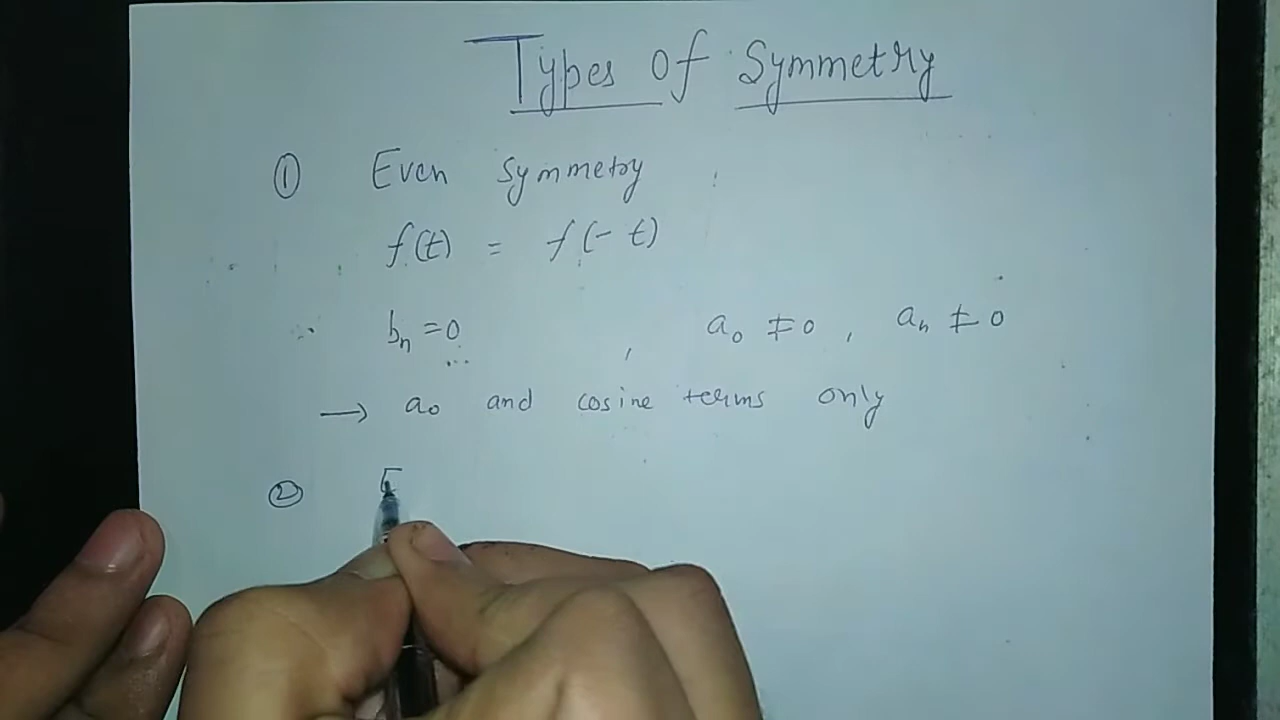 Types of Symmetry
① Even Symmetry
f(t) = f(-t)
∴ bn = 0 , a0 ≠ 0 , an ≠ 0
→ a0 and cosine terms only
②